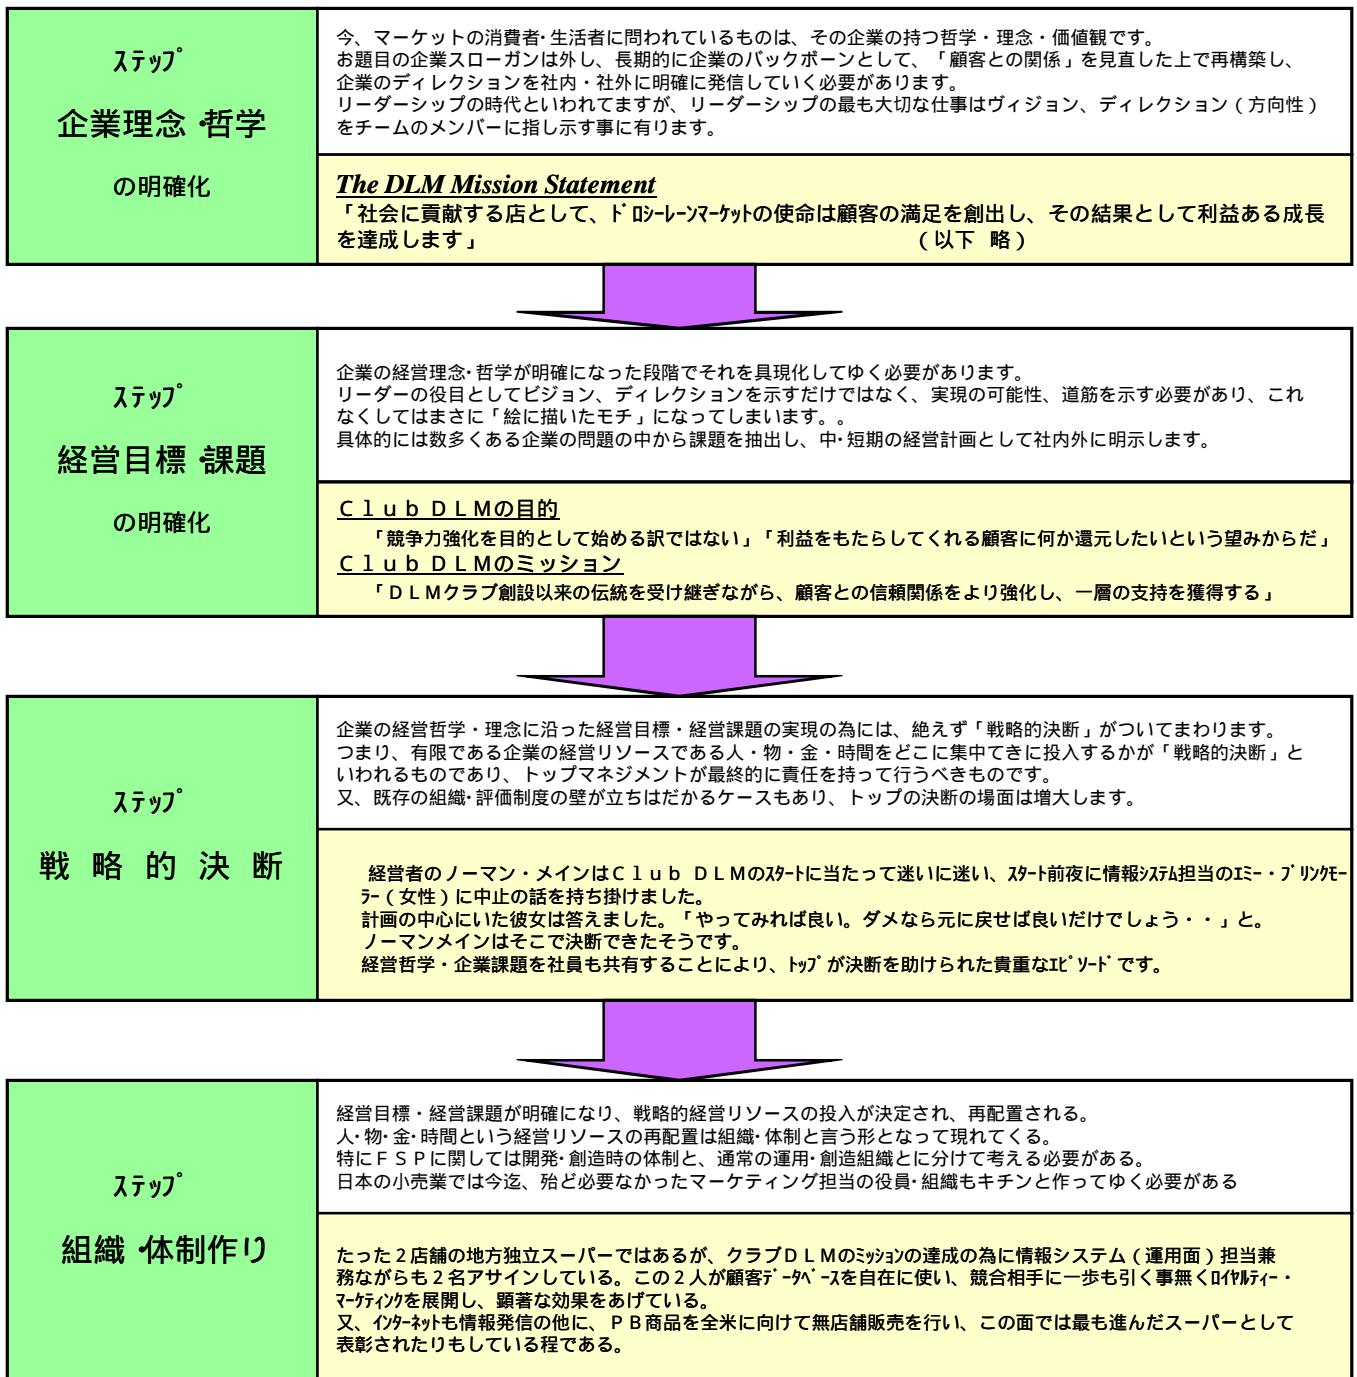 ｽﾃｯﾌﾟ
企業理念・哲学
の明確化
今、マーケットの消費者・生活者に問われているものは、その企業の持つ哲学・理念・価値観です。
お題目の企業スローガンは外し、長期的に企業のバックボーンとして、「顧客との関係」を見直した上で再構築し、
企業のディレクションを社内・社外に明確に発信していく必要があります。
リーダーシップの時代といわれてますが、リーダーシップの最も大切な仕事はヴィジョン、ディレクション（方向性）
をチームのメンバーに指し示す事に有ります。
The DLM Mission Statement
「社会に貢献する店として、ﾄﾞﾛｼｰﾚｰﾝﾏｰｹｯﾄの使命は顧客の満足を創出し、その結果として利益ある成長
を達成します」 （以下 略）
ｽﾃｯﾌﾟ
経営目標・課題
の明確化
企業の経営理念・哲学が明確になった段階でそれを具現化してゆく必要があります。
リーダーの役目としてビジョン、ディレクションを示すだけではなく、実現の可能性、道筋を示す必要があり、これ
なくしてはまさに「絵に描いたモチ」になってしまいます。。
具体的には数多くある企業の問題の中から課題を抽出し、中・短期の経営計画として社内外に明示します。
Ｃｌｕｂ ＤＬＭの目的
「競争力強化を目的として始める訳ではない」「利益をもたらしてくれる顧客に何か還元したいという望みからだ」
Ｃｌｕｂ ＤＬＭのミッション
「ＤＬＭクラブ創設以来の伝統を受け継ぎながら、顧客との信頼関係をより強化し、一層の支持を獲得する」
ｽﾃｯﾌﾟ
戦 略 的 決 断
企業の経営哲学・理念に沿った経営目標・経営課題の実現の為には、絶えず「戦略的決断」がついてまわります。
つまり、有限である企業の経営リソースである人・物・金・時間をどこに集中てきに投入するかが「戦略的決断」と
いわれるものであり、トップマネジメントが最終的に責任を持って行うべきものです。
又、既存の組織・評価制度の壁が立ちはだかるケースもあり、トップの決断の場面は増大します。
経営者のノーマン・メインはＣｌｕｂ ＤＬＭのｽﾀｰﾄに当たって迷いに迷い、ｽﾀｰﾄ前夜に情報ｼｽﾃﾑ担当のｴﾐｰ・ﾌﾞﾘﾝｸﾓｰ
ﾗｰ（女性）に中止の話を持ち掛けました。
計画の中心にいた彼女は答えました。「やってみれば良い。ダメなら元に戻せば良いだけでしょう・・」と。
ノーマンメインはそこで決断できたそうです。
経営哲学・企業課題を社員も共有することにより、ﾄｯﾌﾟが決断を助けられた貴重なｴﾋﾟｿｰﾄﾞです。
ｽﾃｯﾌﾟ
組織・体制作り
経営目標・経営課題が明確になり、戦略的経営リソースの投入が決定され、再配置される。
人・物・金・時間という経営リソースの再配置は組織・体制と言う形となって現れてくる。
特にＦＳＰに関しては開発・創造時の体制と、通常の運用・創造組織とに分けて考える必要がある。
日本の小売業では今迄、殆ど必要なかったマーケティング担当の役員・組織もキチンと作ってゆく必要がある
たった２店舗の地方独立スーパーではあるが、クラブＤＬＭのﾐｯｼｮﾝの達成の為に情報システム（運用面）担当兼
務ながらも２名アサインしている。この２人が顧客ﾃﾞｰﾀﾍﾞｰｽを自在に使い、競合相手に一歩も引く事無くﾛｲﾔﾙﾃｨｰ・
ﾏｰｹﾃｨﾝｸﾞを展開し、顕著な効果をあげている。
又、ｲﾝﾀｰﾈｯﾄも情報発信の他に、ＰＢ商品を全米に向けて無店舗販売を行い、この面では最も進んだスーパーとして
表彰されたりもしている程である。